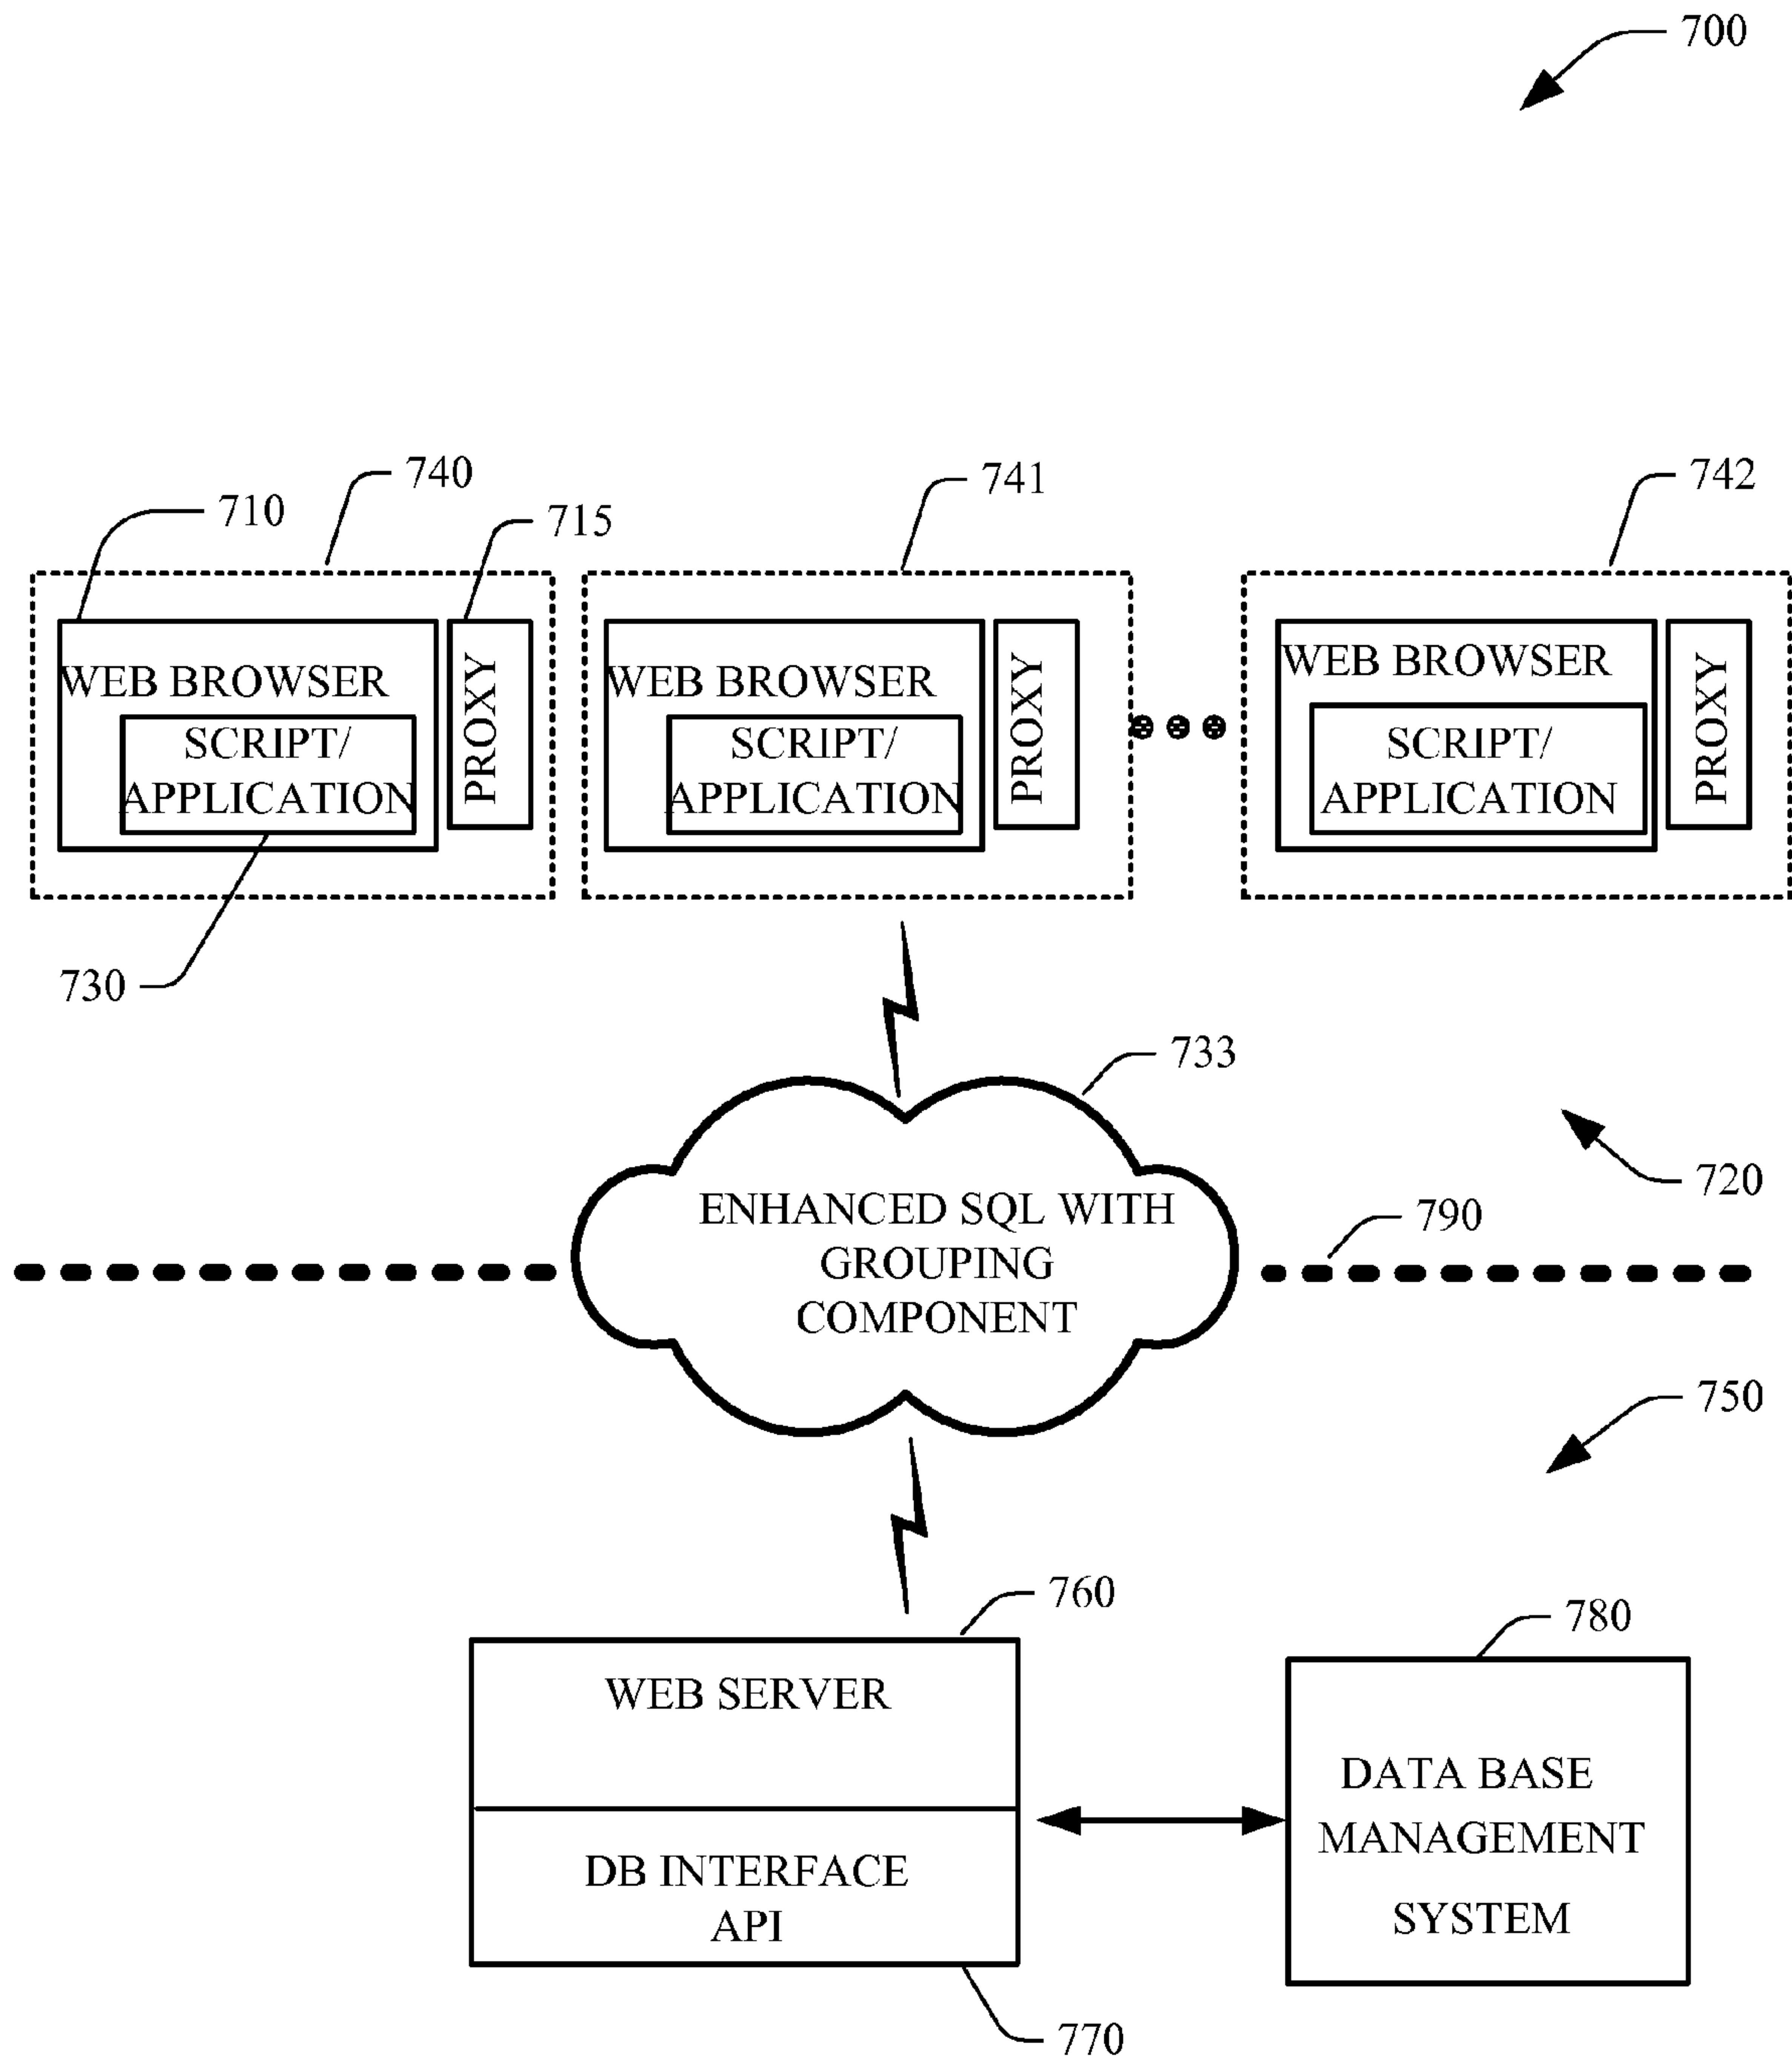 700
740
741
742
710
715
WEB BROWSER
SCRIPT/
APPLICATION
PROXY
WEB BROWSER
SCRIPT/
APPLICATION
PROXY
WEB BROWSER
SCRIPT/
APPLICATION
PROXY
730
733
720
790
ENHANCED SQL WITH
GROUPING
COMPONENT
750
760
780
WEB SERVER
DB INTERFACE
API
DATA BASE
MANAGEMENT
SYSTEM
770